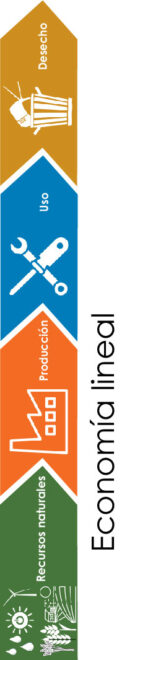 Recursos naturales
Producción
Uso
Desecho
Economía lineal